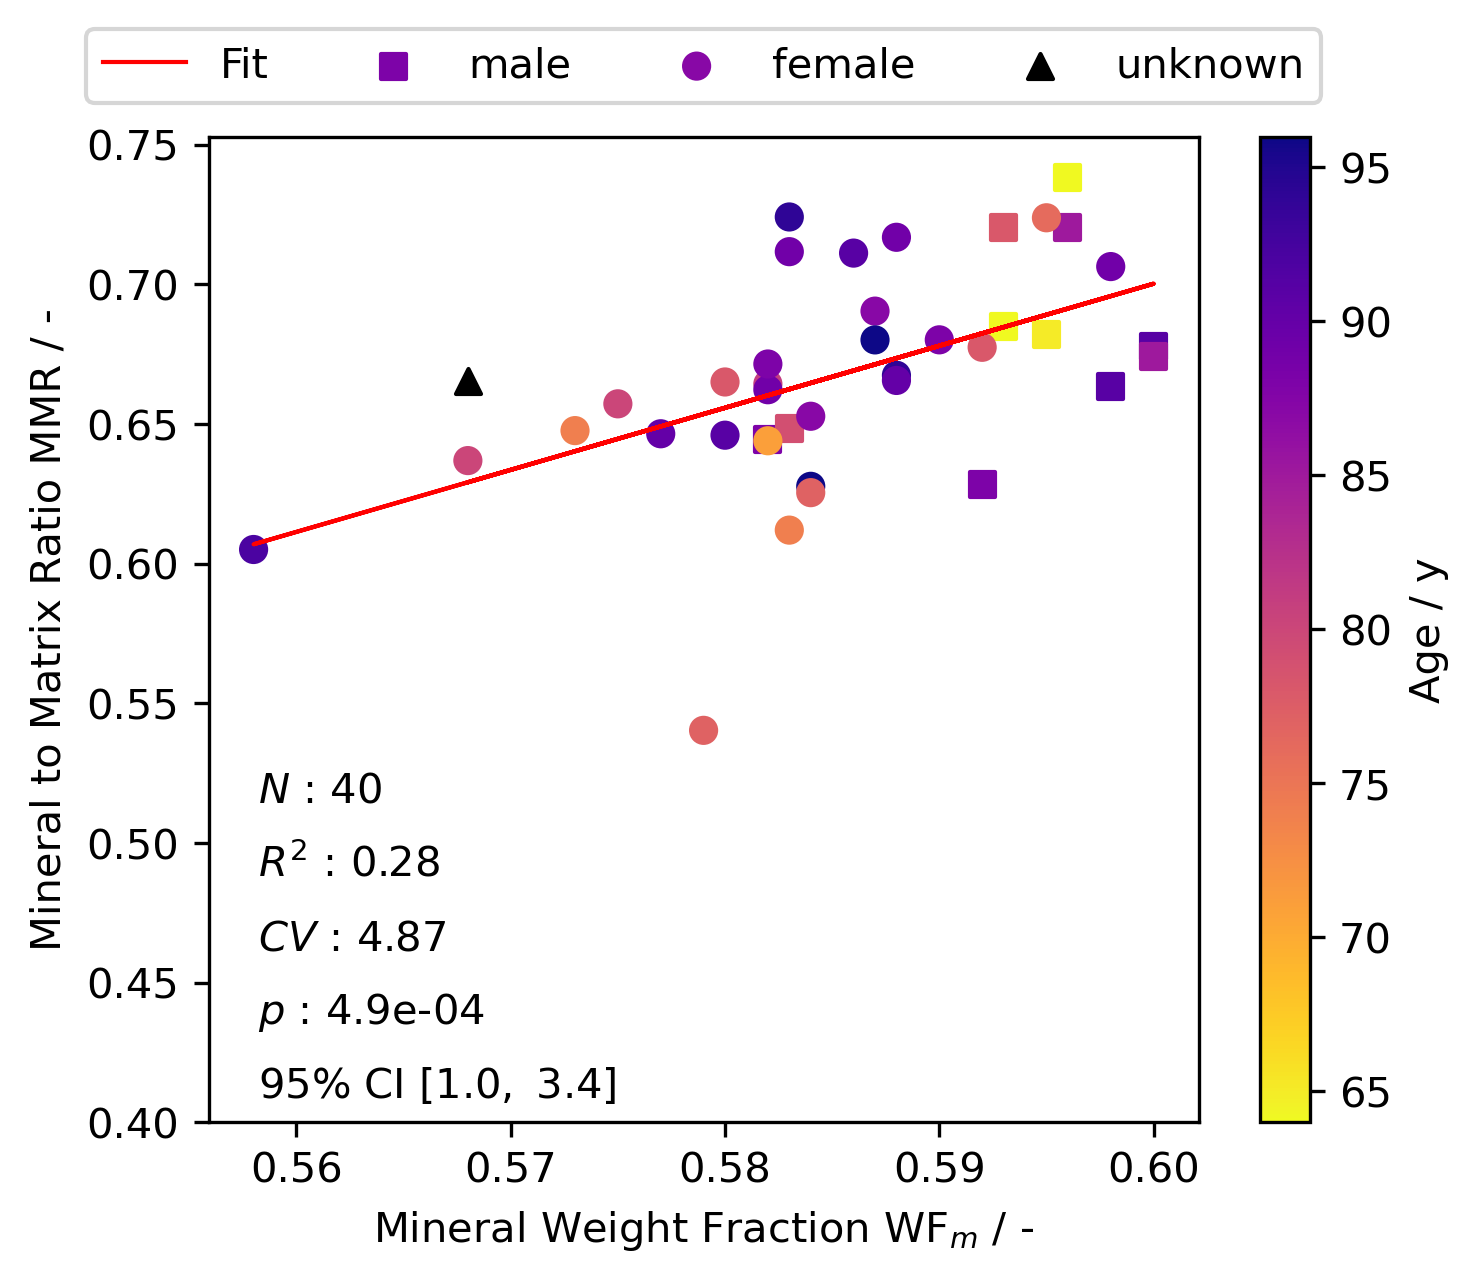 Fit male female unknown
0.75
0.70
0.65
0.60
0.55
0.50
0.45
0.40
Mineral to Matrix Ratio MMR / -
N : 40
R² : 0.28
CV : 4.87
p : 4.9e-04
95% CI [1.0, 3.4]
0.56 0.57 0.58 0.59 0.60
Mineral Weight Fraction WFₘ / -
95
90
85
80
75
70
65
Age / y